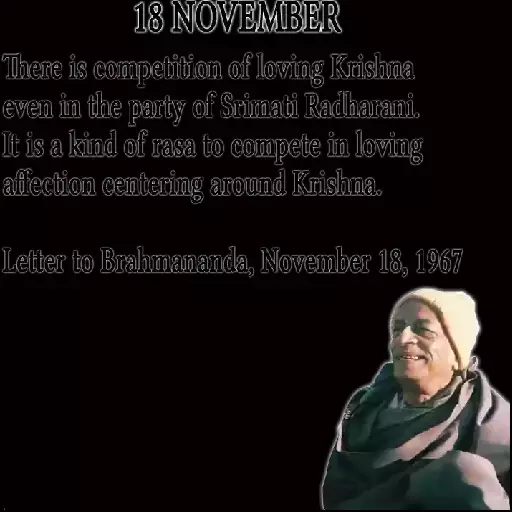 18 NOVEMBER
There is competition of loving Krishna
even in the party of Srimati Radharani.
It is a kind of rasa to compete in loving
affection centering around Krishna.
Letter to Brahmananda, November 18, 1967